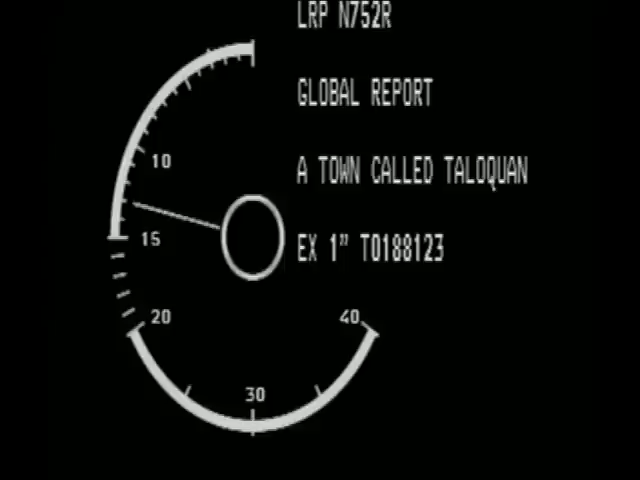 LRP N752R
GLOBAL REPORT
A TOWN CALLED TALOQUAN
EX 1” T0188123
10
15
20
40
30